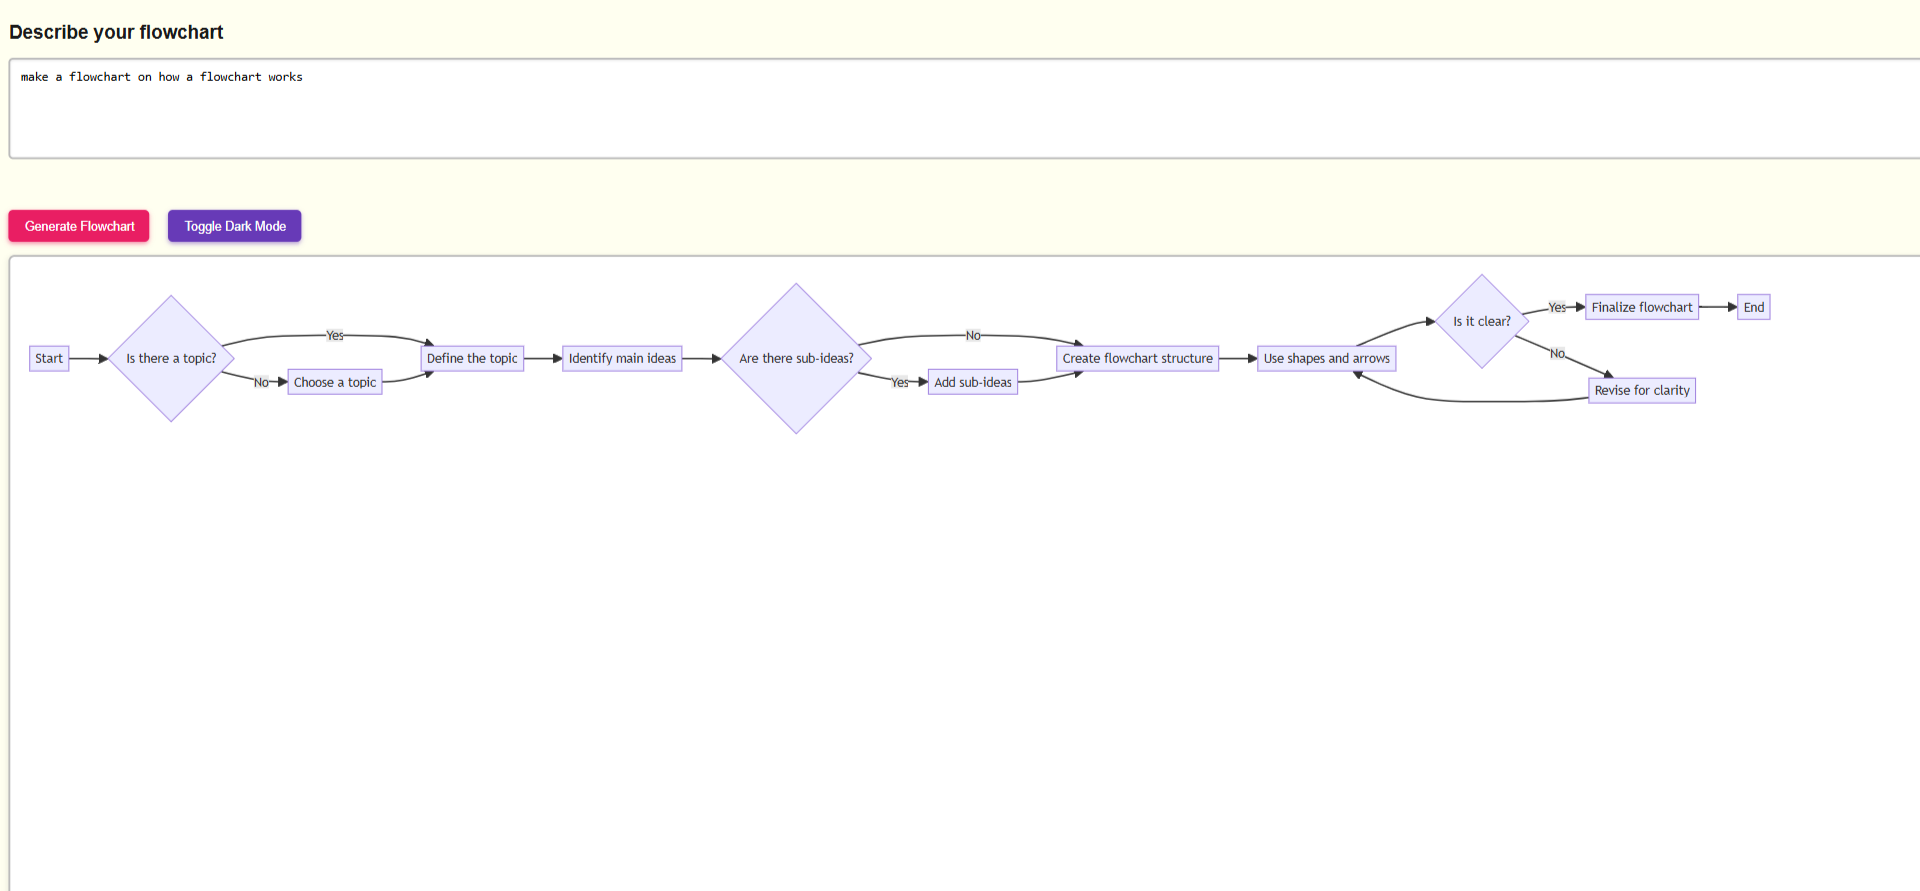 Describe your flowchart
make a flowchart on how a flowchart works
Generate Flowchart
Toggle Dark Mode
Start
Is there a topic?
Yes
No
Choose a topic
Define the topic
Identify main ideas
Are there sub-ideas?
No
Yes
Add sub-ideas
Create flowchart structure
Use shapes and arrows
Is it clear?
Yes
Finalize flowchart
End
No
Revise for clarity